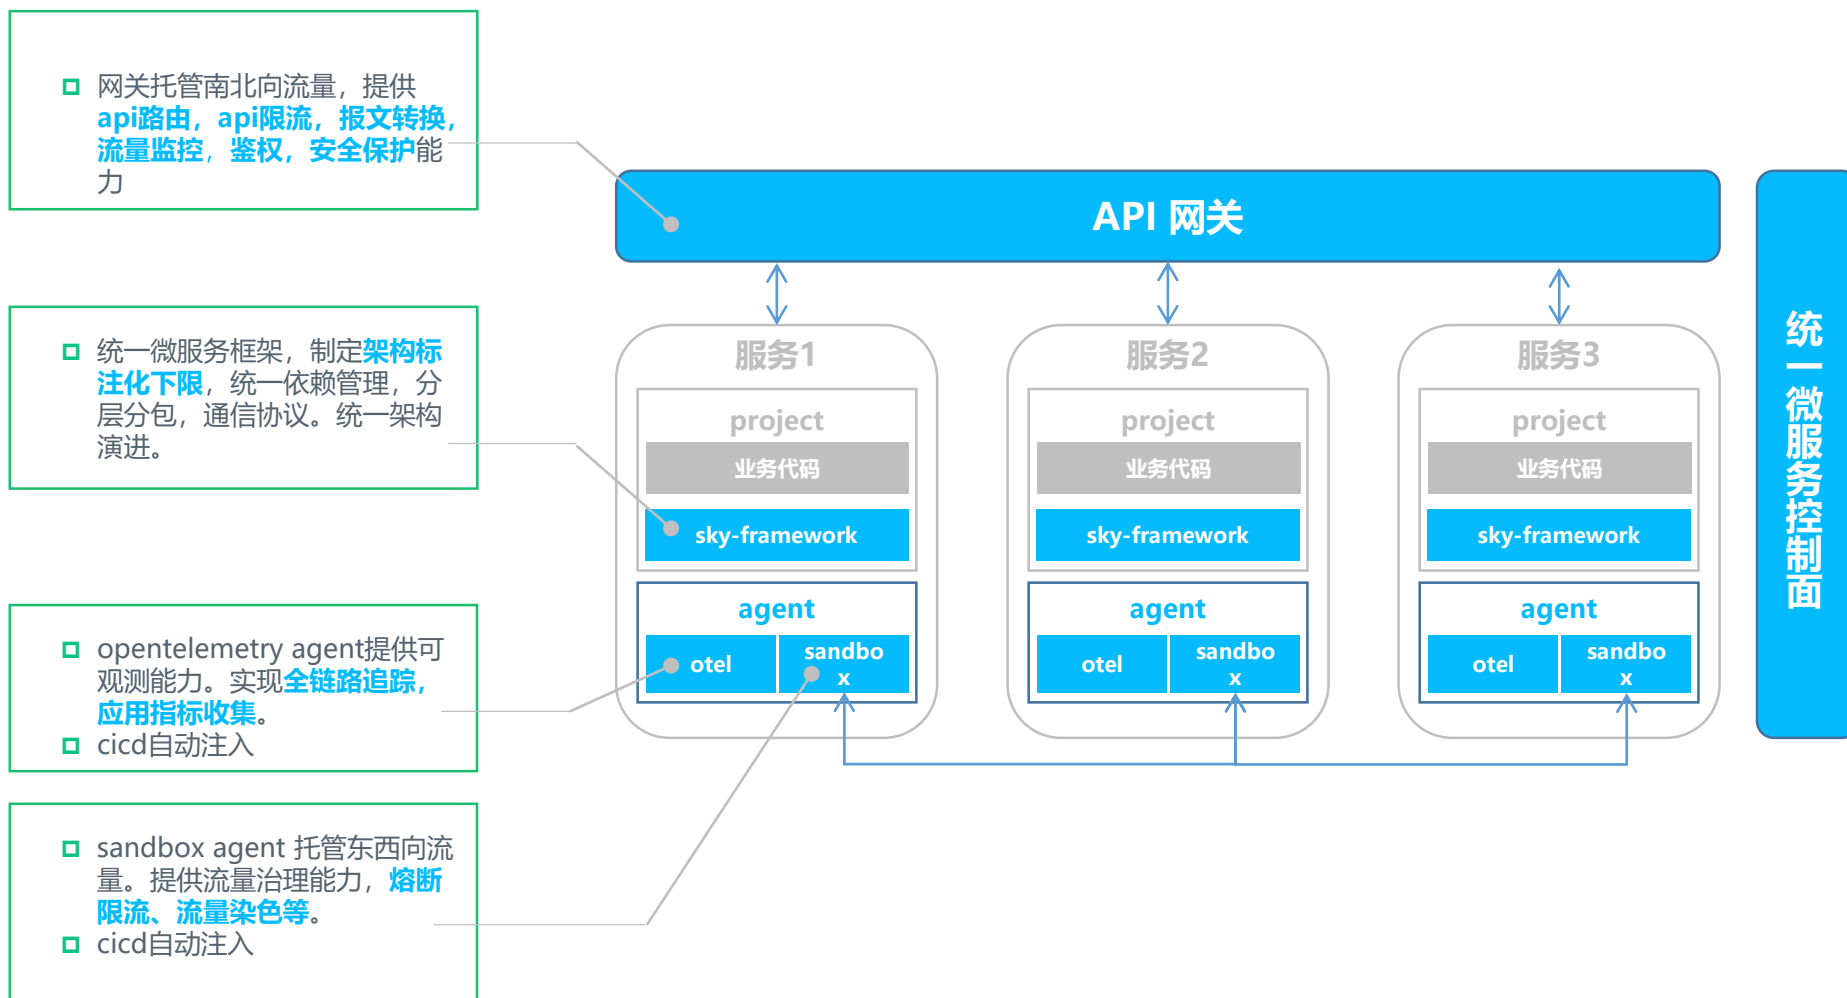 网关托管南北向流量，提供
api路由，api限流，报文转换，
流量监控，鉴权，安全保护能
力
统一微服务框架，制定架构标
注化下限，统一依赖管理，分
层分包，通信协议。统一架构
演进。
opentelemetry agent提供可
观测能力。实现全链路追踪，
应用指标收集。
cicd自动注入
sandbox agent 托管东西向流
量。提供流量治理能力，熔断
限流、流量染色等。
cicd自动注入
API 网关
服务1
project
业务代码
sky-framework
agent
otel
sandbo
x
服务2
project
业务代码
sky-framework
agent
otel
sandbo
x
服务3
project
业务代码
sky-framework
agent
otel
sandbo
x
统一微服务控制面